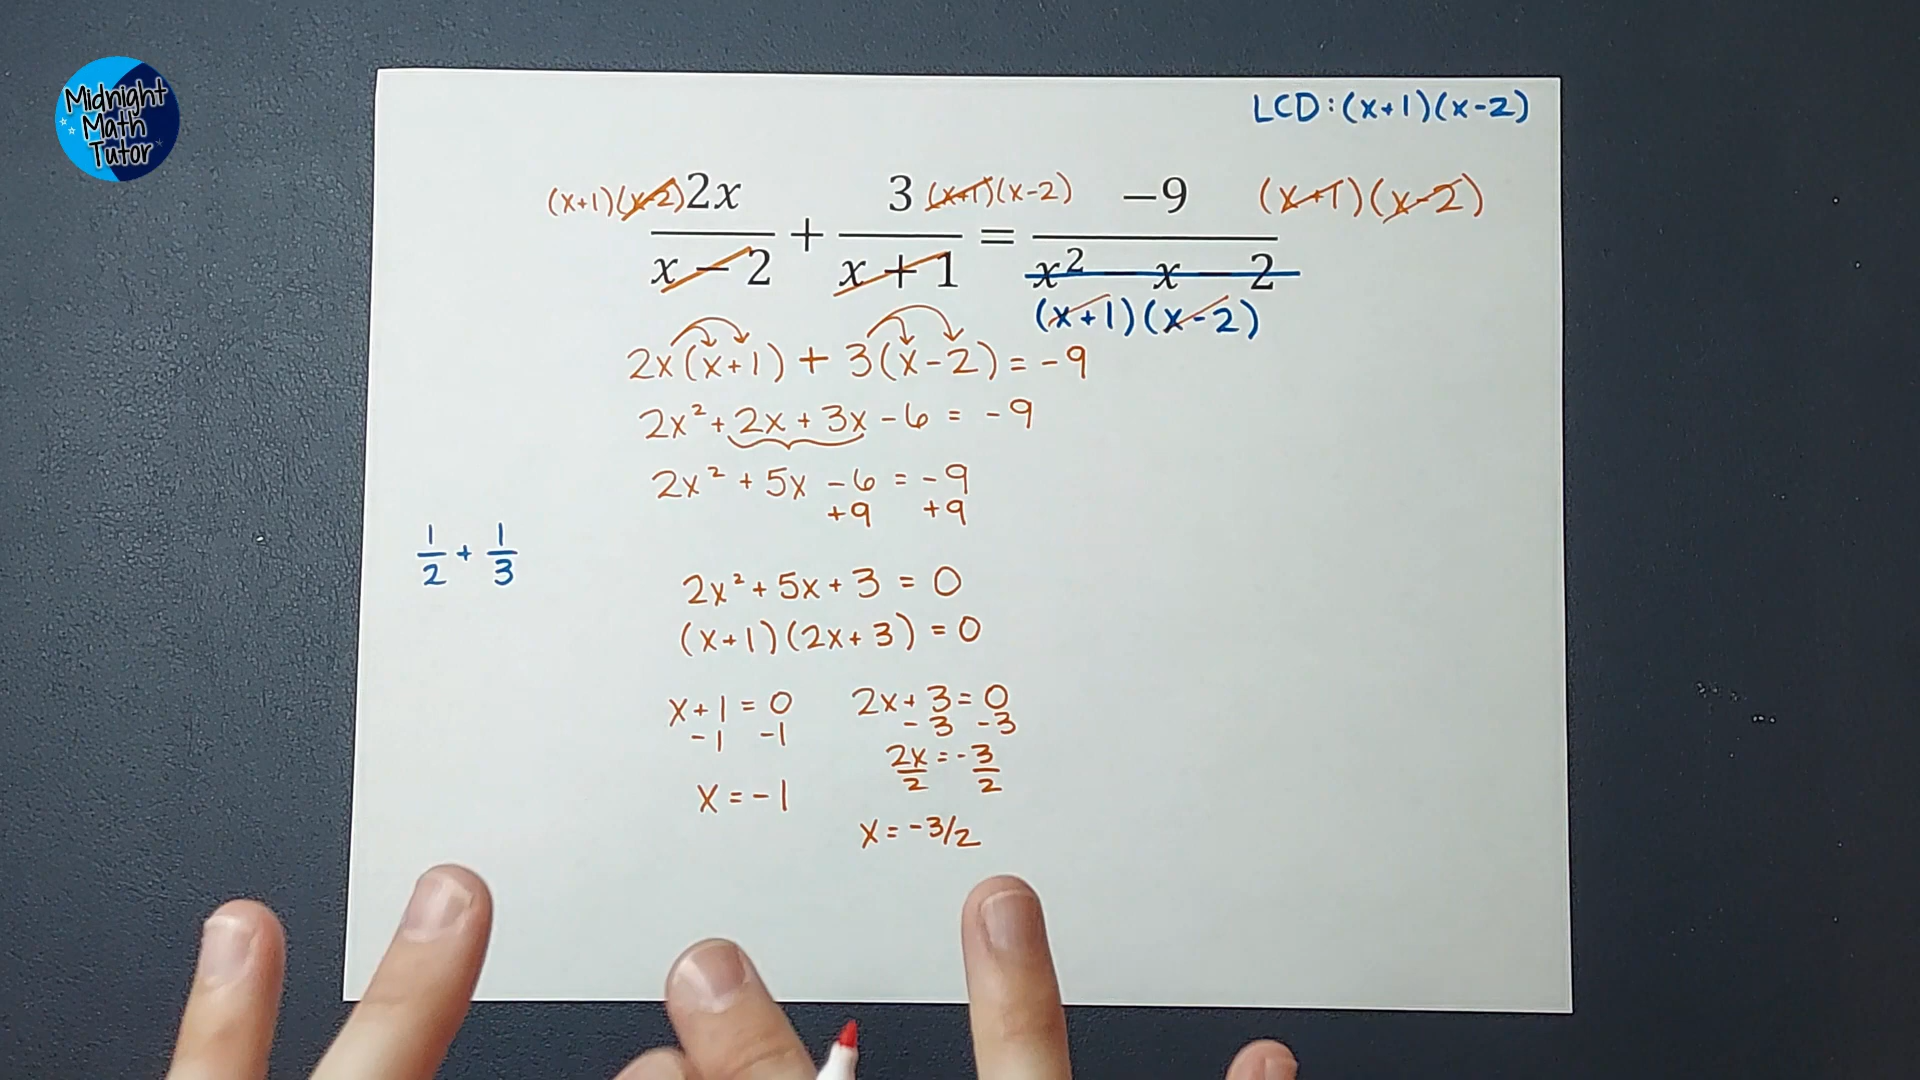 Midnight
Math
Tutor
LCD: (x+1)(x-2)
(x+1)(x-2) 2x 3 (x+1)(x-2) -9 (x+1)(x-2)
+ =
x - 2 x + 1 x² - x - 2
(x+1)(x-2)
2x(x+1) + 3(x-2) = -9
2x² + 2x + 3x - 6 = -9
2x² + 5x - 6 = -9
+9 +9
1/2 + 1/3
2x² + 5x + 3 = 0
(x+1)(2x+3) = 0
x+1 = 0 2x+3 = 0
-1 -1 -3 -3
2x = -3
2 2
x = -1
x = -3/2